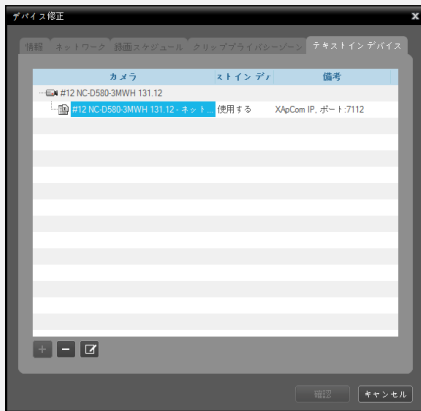 デバイス修正
情報 ネットワーク 録画スケジュール クリッププライバシーゾーン テキストイン デバイス
カメラ ストイン デバ 備考
#12 NC-D580-3MWH 131.12
#12 NC-D580-3MWH 131.12 - ネット... 使用する XApCom IP, ポート:7112
確認 キャンセル